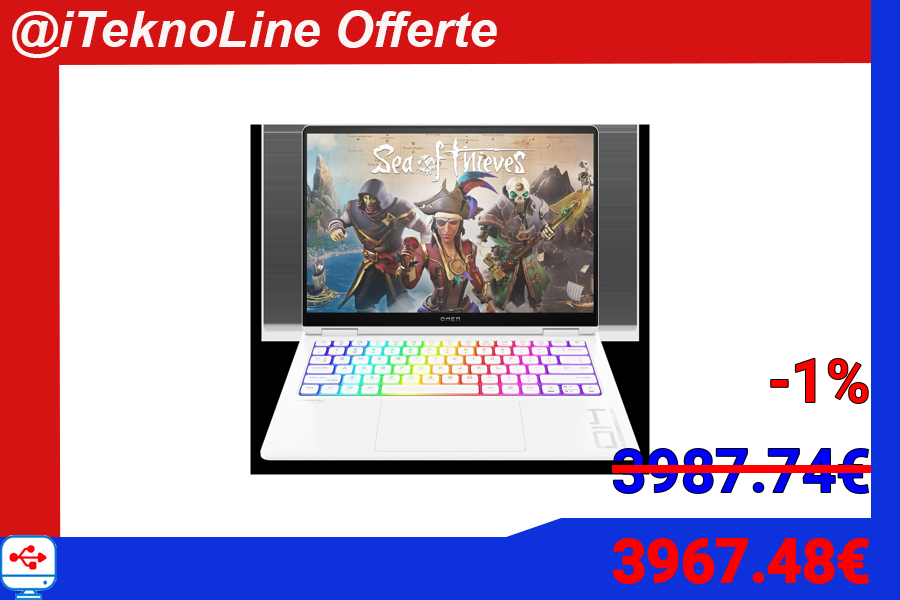 @iTeknoLine Offerte
Sea of Thieves
OMEN
-1%
3987.74€
3967.48€